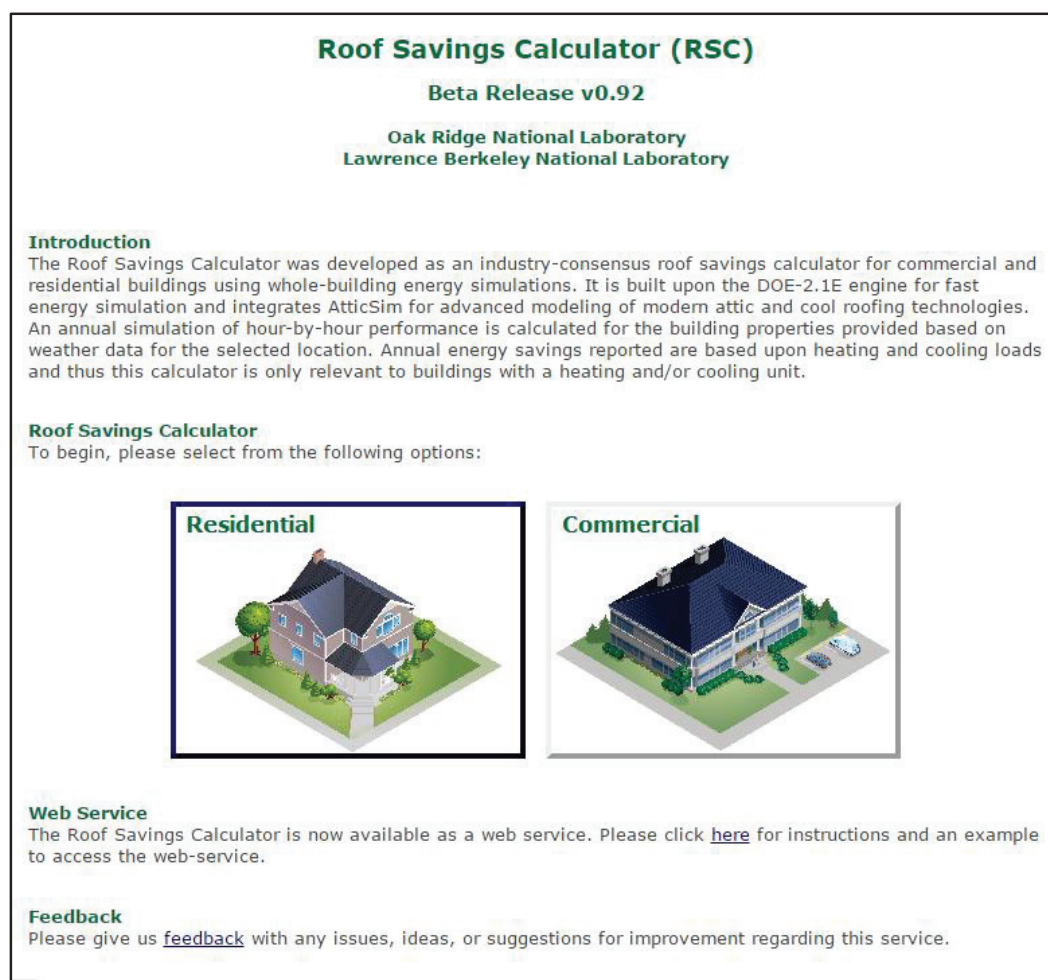 Roof Savings Calculator (RSC)
Beta Release v0.92
Oak Ridge National Laboratory
Lawrence Berkeley National Laboratory
Introduction
The Roof Savings Calculator was developed as an industry-consensus roof savings calculator for commercial and
residential buildings using whole-building energy simulations. It is built upon the DOE-2.1E engine for fast
energy simulation and integrates AtticSim for advanced modeling of modern attic and cool roofing technologies.
An annual simulation of hour-by-hour performance is calculated for the building properties provided based on
weather data for the selected location. Annual energy savings reported are based upon heating and cooling loads
and thus this calculator is only relevant to buildings with a heating and/or cooling unit.
Roof Savings Calculator
To begin, please select from the following options:
Residential
Commercial
Web Service
The Roof Savings Calculator is now available as a web service. Please click here for instructions and an example
to access the web-service.
Feedback
Please give us feedback with any issues, ideas, or suggestions for improvement regarding this service.